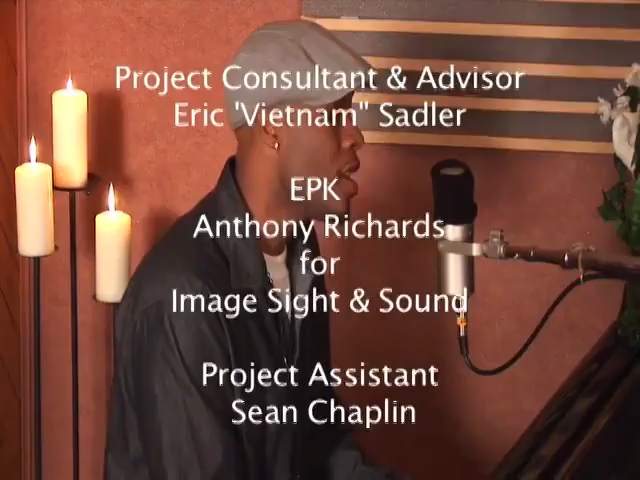 Project Consultant & Advisor
Eric 'Vietnam" Sadler
EPK
Anthony Richards
for
Image Sight & Sound
Project Assistant
Sean Chaplin